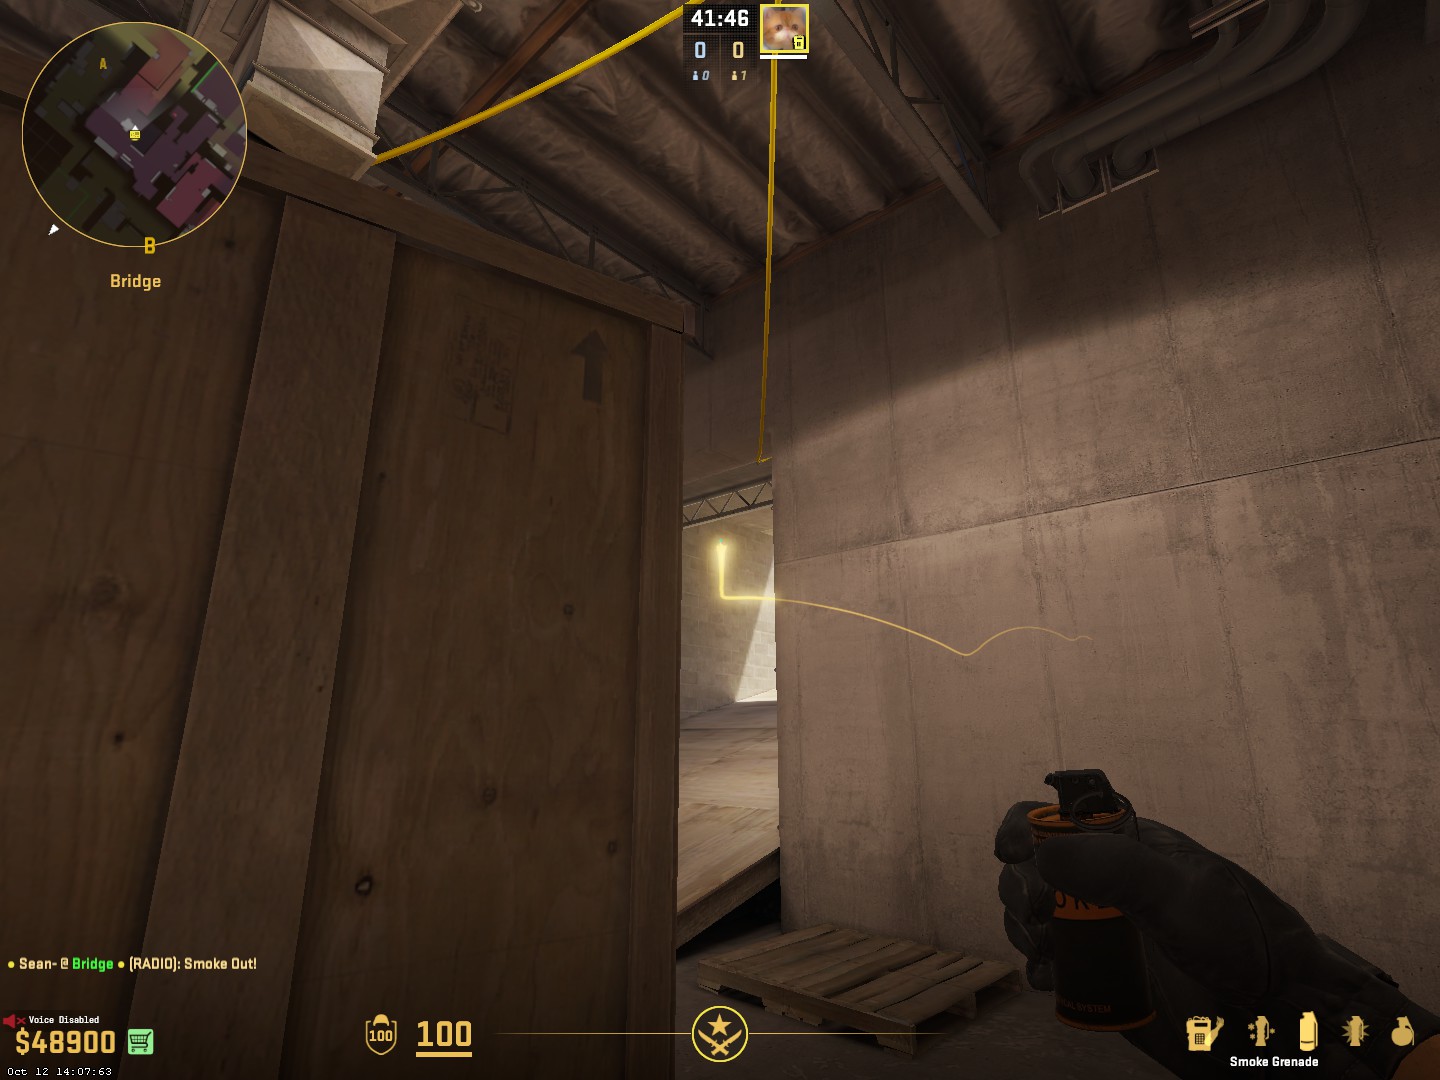 41:46
0 0
0 1
A
B
Bridge
Sean- @ Bridge ● (RADIO): Smoke Out!
Voice Disabled
$48900
100 100
Smoke Grenade
Oct 12 14:07:63